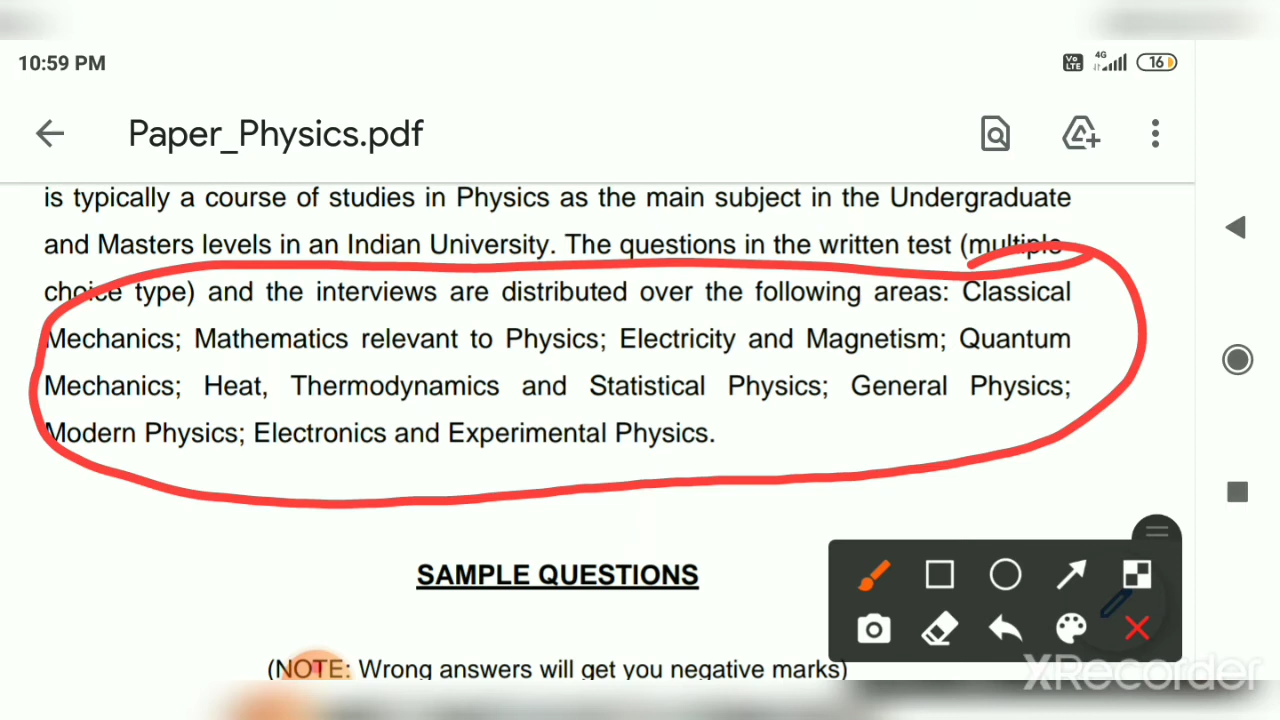 10:59 PM
Vo LTE 4G 16
Paper_Physics.pdf
is typically a course of studies in Physics as the main subject in the Undergraduate
and Masters levels in an Indian University. The questions in the written test (multiple
choice type) and the interviews are distributed over the following areas: Classical
Mechanics; Mathematics relevant to Physics; Electricity and Magnetism; Quantum
Mechanics; Heat, Thermodynamics and Statistical Physics; General Physics;
Modern Physics; Electronics and Experimental Physics.
SAMPLE QUESTIONS
(NOTE: Wrong answers will get you negative marks)
XRecorder